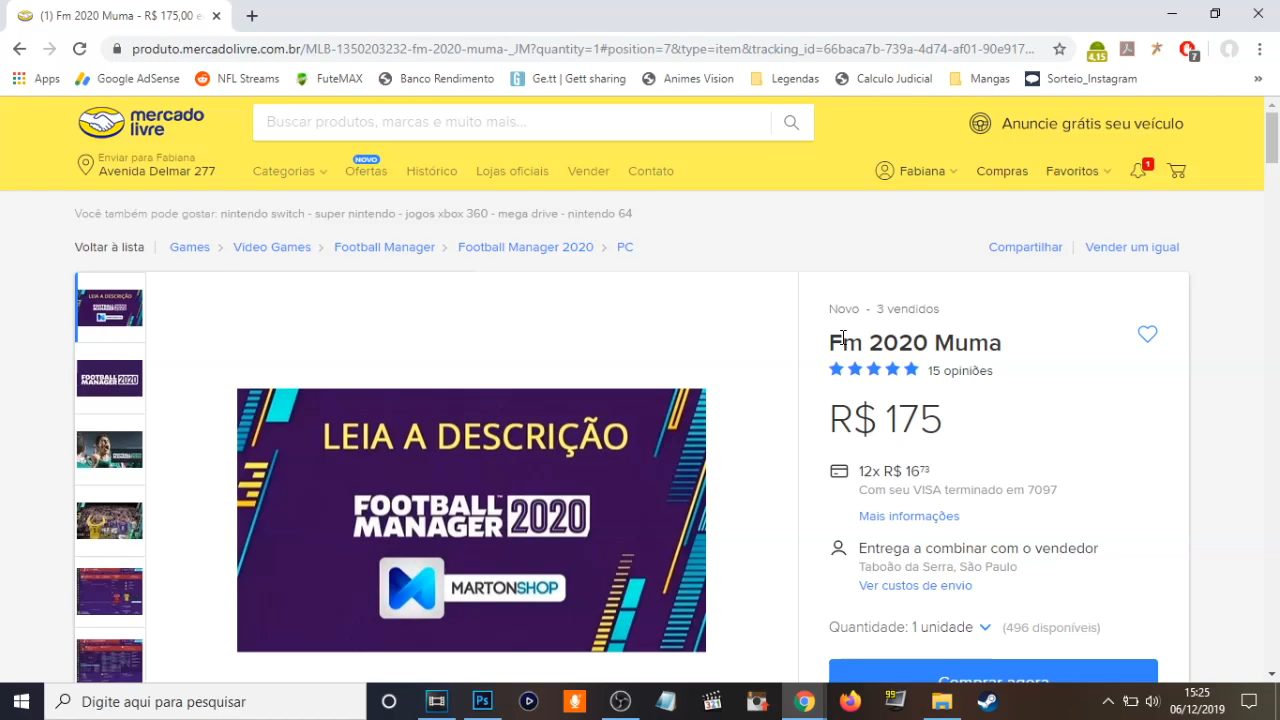 (1) Fm 2020 Muma - R$ 175,00 e
produto.mercadolivre.com.br/MLB-1350203232-fm-2020-muma-_JM?quantity=1#position=7&type=item&tracking_id=66baca7b-739a-4d74-af01-90e917...
4,15
7
Apps Google AdSense NFL Streams FuteMAX Banco Rendimento Ge.tt | Gett sharing Animes Vision Legendas Calculo Judicial Mangas Sorteio_Instagram »
mercado
livre
Buscar produtos, marcas e muito mais...
Anuncie grátis seu veículo
Enviar para Fabiana
Avenida Delmar 277
NOVO
Categorias Ofertas Histórico Lojas oficiais Vender Contato
Fabiana Compras Favoritos 1
Você também pode gostar: nintendo switch - super nintendo - jogos xbox 360 - mega drive - nintendo 64
Voltar à lista Games > Video Games > Football Manager > Football Manager 2020 > PC
Compartilhar Vender um igual
LEIA A DESCRIÇÃO
FOOTBALL
MANAGER 2020
MARTONSHOP
Novo - 3 vendidos
Fm 2020 Muma
15 opiniões
R$ 175
12x R$ 16⁷³
Com seu VISA terminado em 7097
Mais informações
Entrega a combinar com o vendedor
Taboão da Serra, São Paulo
Ver custos de envio
Quantidade: 1 unidade (496 disponíveis)
Comprar agora
Digite aqui para pesquisar
99
15:25
06/12/2019